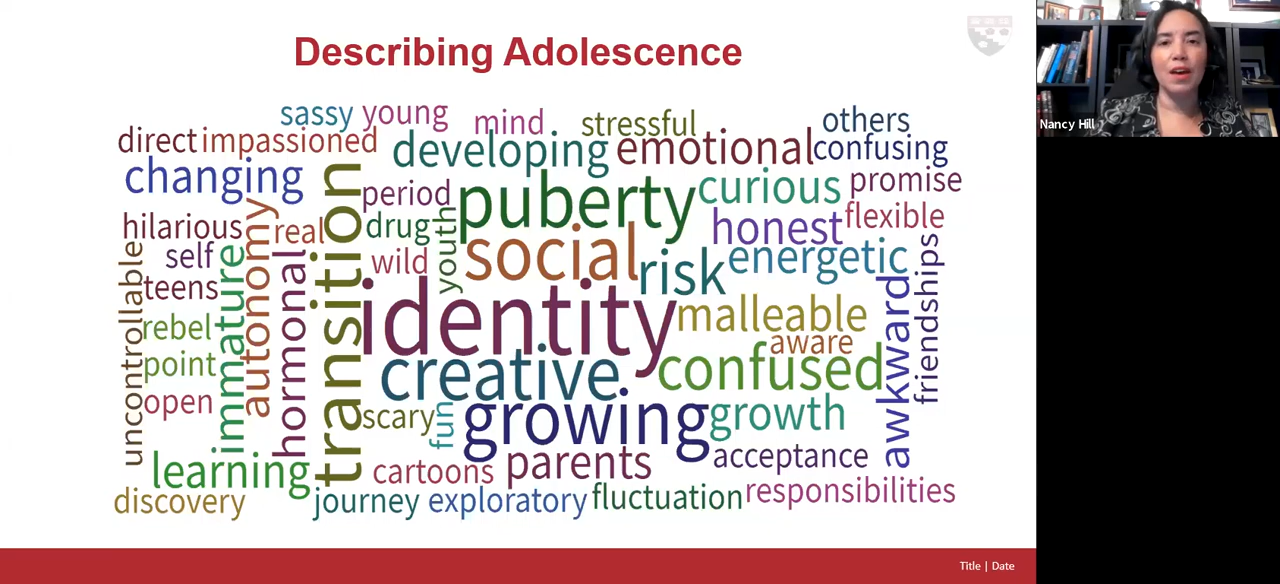 Describing Adolescence
Nancy Hill
sassy young mind stressful others
direct impassioned developing emotional confusing
changing transition period puberty curious promise
hilarious real drug youth honest flexible
self wild social risk energetic
uncontrollable teens immature autonomy hormonal identity malleable awkward friendships
rebel aware
point creative confused
open scary fun growing growth
learning cartoons parents acceptance
discovery journey exploratory fluctuation responsibilities
Title | Date